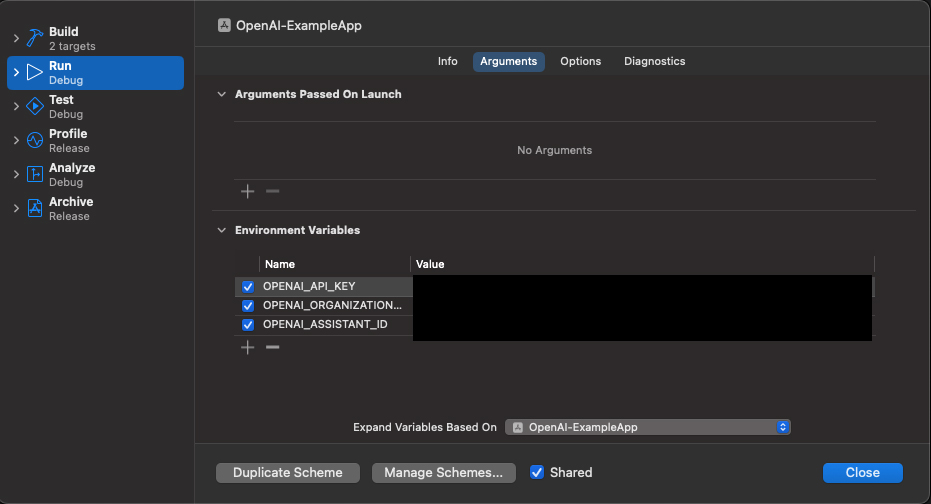 Build
2 targets
Run
Debug
Test
Debug
Profile
Release
Analyze
Debug
Archive
Release
OpenAI-ExampleApp
Info Arguments Options Diagnostics
Arguments Passed On Launch
No Arguments
Environment Variables
Name Value
OPENAI_API_KEY
OPENAI_ORGANIZATION...
OPENAI_ASSISTANT_ID
Expand Variables Based On OpenAI-ExampleApp
Duplicate Scheme Manage Schemes... Shared Close